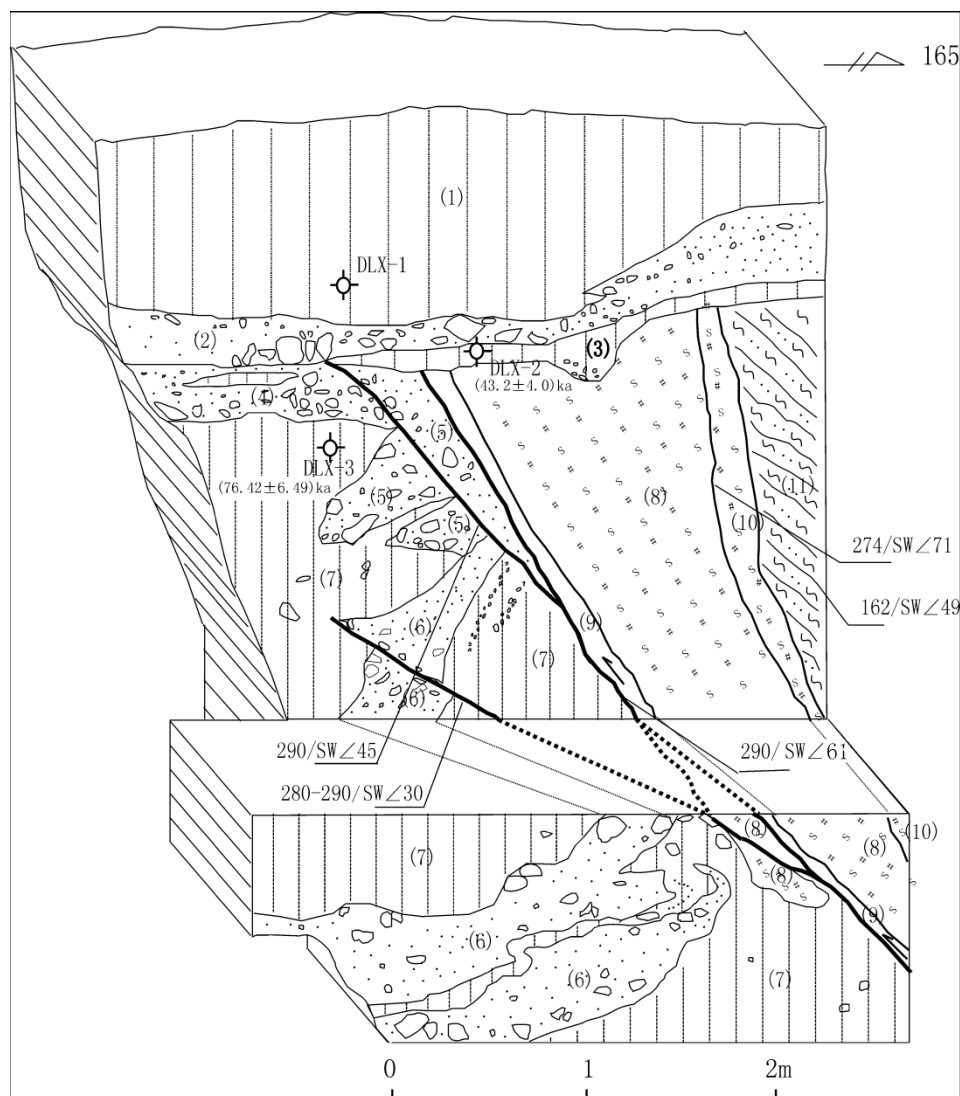 165
(1)
DLX-1
(2)
(3)
DLX-2
(43.2±4.0)ka
(4)
(5)
DLX-3
(76.42±6.49)ka
(5)
(5)
(8)
(10)
(11)
274/SW∠71
162/SW∠49
(7)
(6)
(9)
(7)
(6)
290/SW∠45
290/SW∠61
280-290/SW∠30
(8)
(10)
(7)
(8)
(8)
(9)
(6)
(6)
(7)
0 1 2m